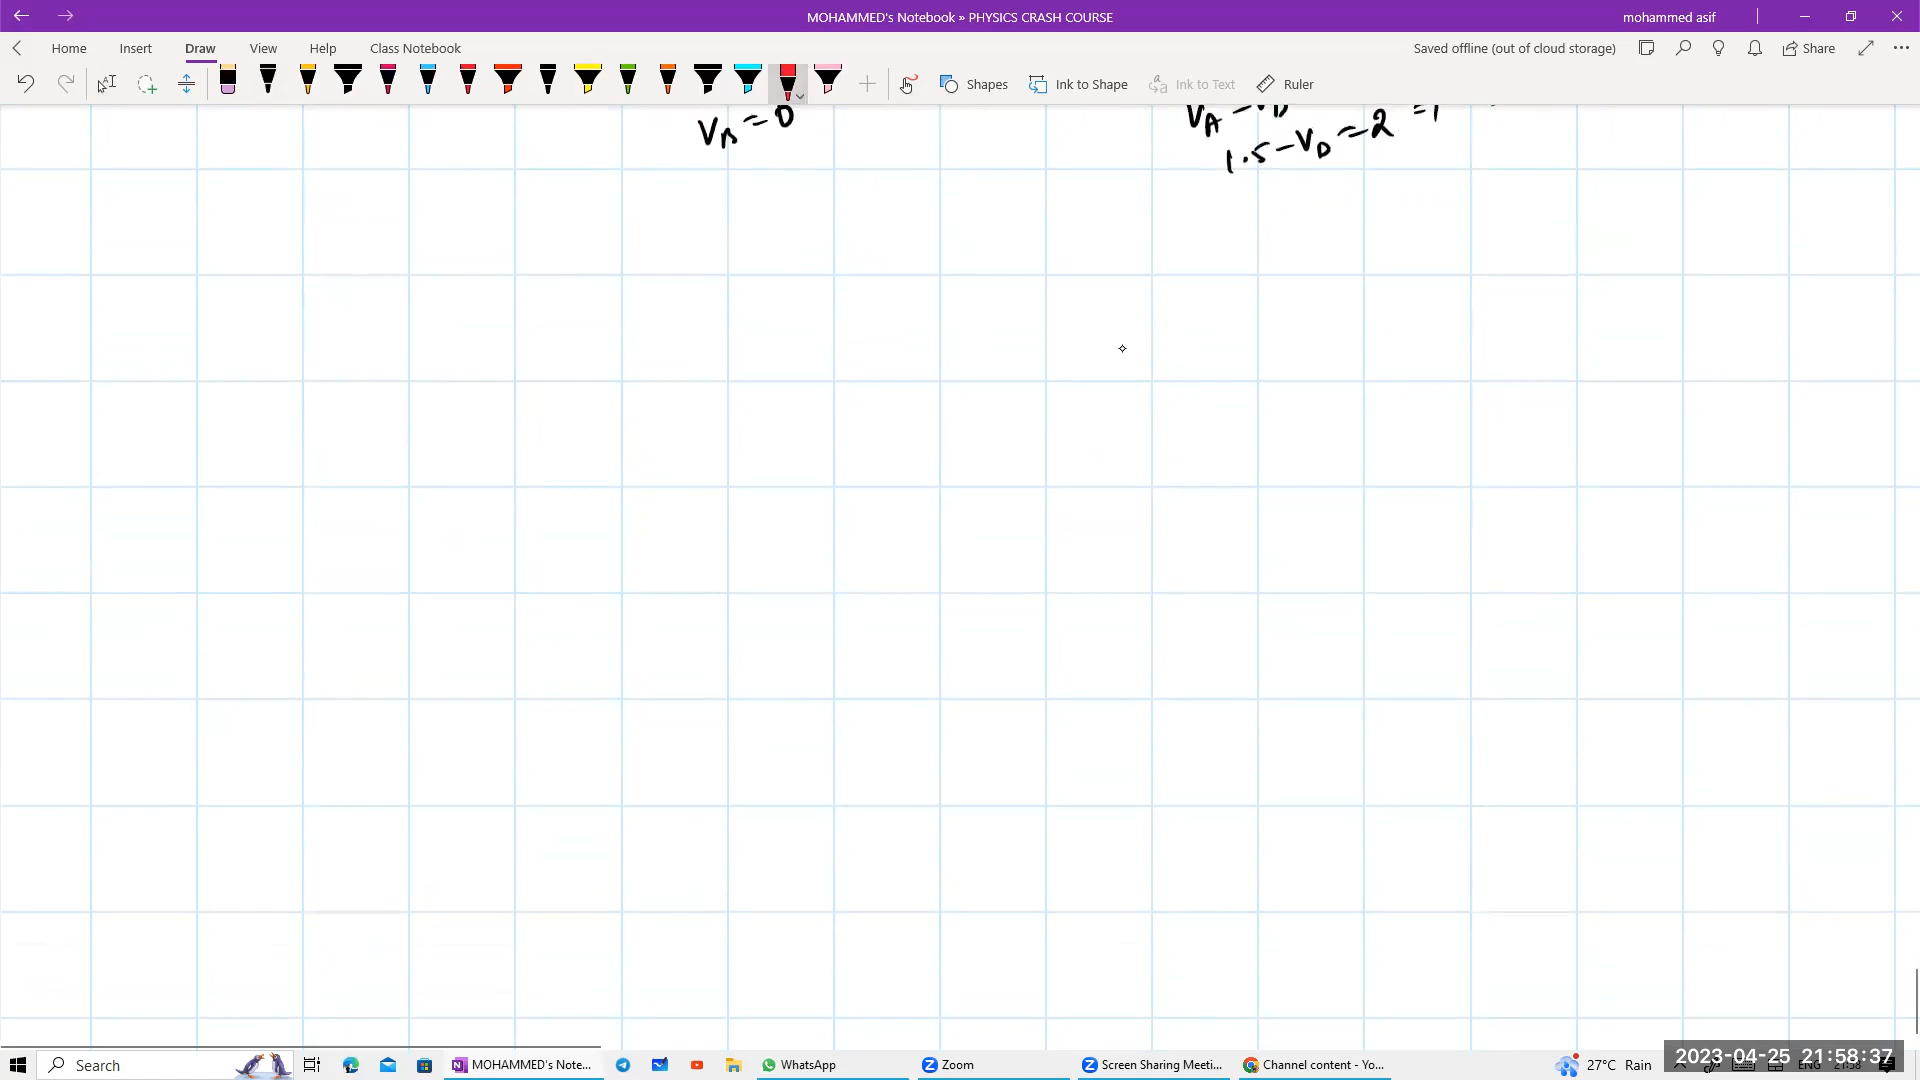 MOHAMMED's Notebook » PHYSICS CRASH COURSE
mohammed asif
Home
Insert
Draw
View
Help
Class Notebook
Saved offline (out of cloud storage)
Share
Shapes
Ink to Shape
Ink to Text
Ruler
V_B = 0
1.5 - V_D = 2
Search
MOHAMMED's Note...
WhatsApp
Zoom
Screen Sharing Meeti...
Channel content - Yo...
27°C Rain
2023-04-25 21:58:37